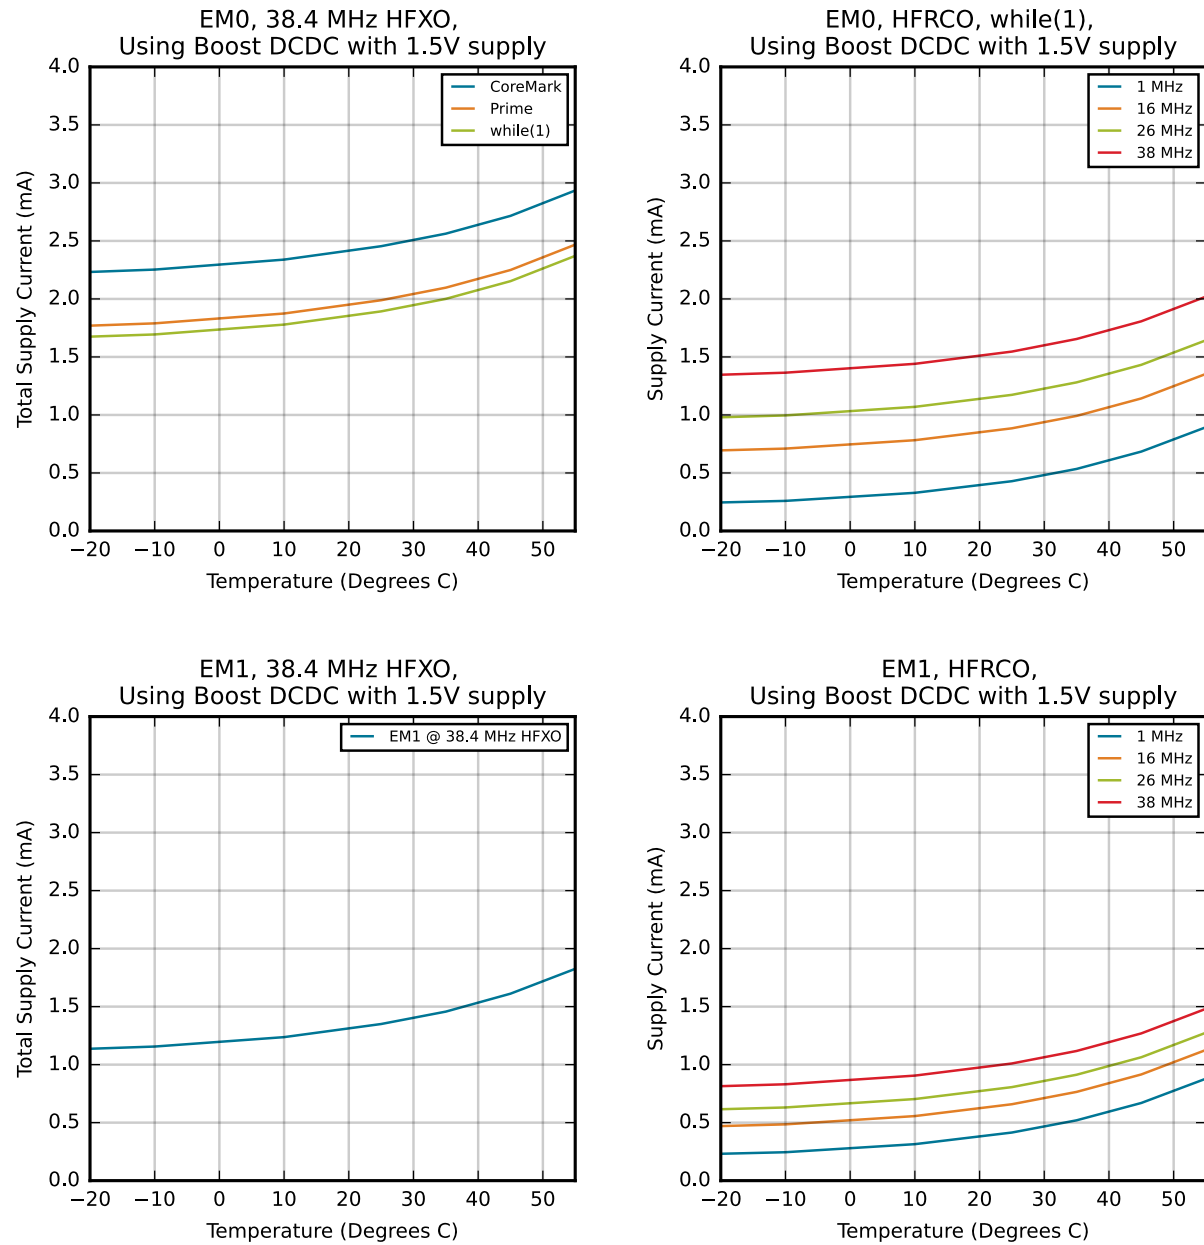 EM0, 38.4 MHz HFXO,
Using Boost DCDC with 1.5V supply
4.0
3.5
3.0
2.5
2.0
1.5
1.0
0.5
0.0
Total Supply Current (mA)
CoreMark
Prime
while(1)
−20 −10 0 10 20 30 40 50
Temperature (Degrees C)
EM0, HFRCO, while(1),
Using Boost DCDC with 1.5V supply
4.0
3.5
3.0
2.5
2.0
1.5
1.0
0.5
0.0
Supply Current (mA)
1 MHz
16 MHz
26 MHz
38 MHz
−20 −10 0 10 20 30 40 50
Temperature (Degrees C)
EM1, 38.4 MHz HFXO,
Using Boost DCDC with 1.5V supply
4.0
3.5
3.0
2.5
2.0
1.5
1.0
0.5
0.0
Total Supply Current (mA)
EM1 @ 38.4 MHz HFXO
−20 −10 0 10 20 30 40 50
Temperature (Degrees C)
EM1, HFRCO,
Using Boost DCDC with 1.5V supply
4.0
3.5
3.0
2.5
2.0
1.5
1.0
0.5
0.0
Supply Current (mA)
1 MHz
16 MHz
26 MHz
38 MHz
−20 −10 0 10 20 30 40 50
Temperature (Degrees C)